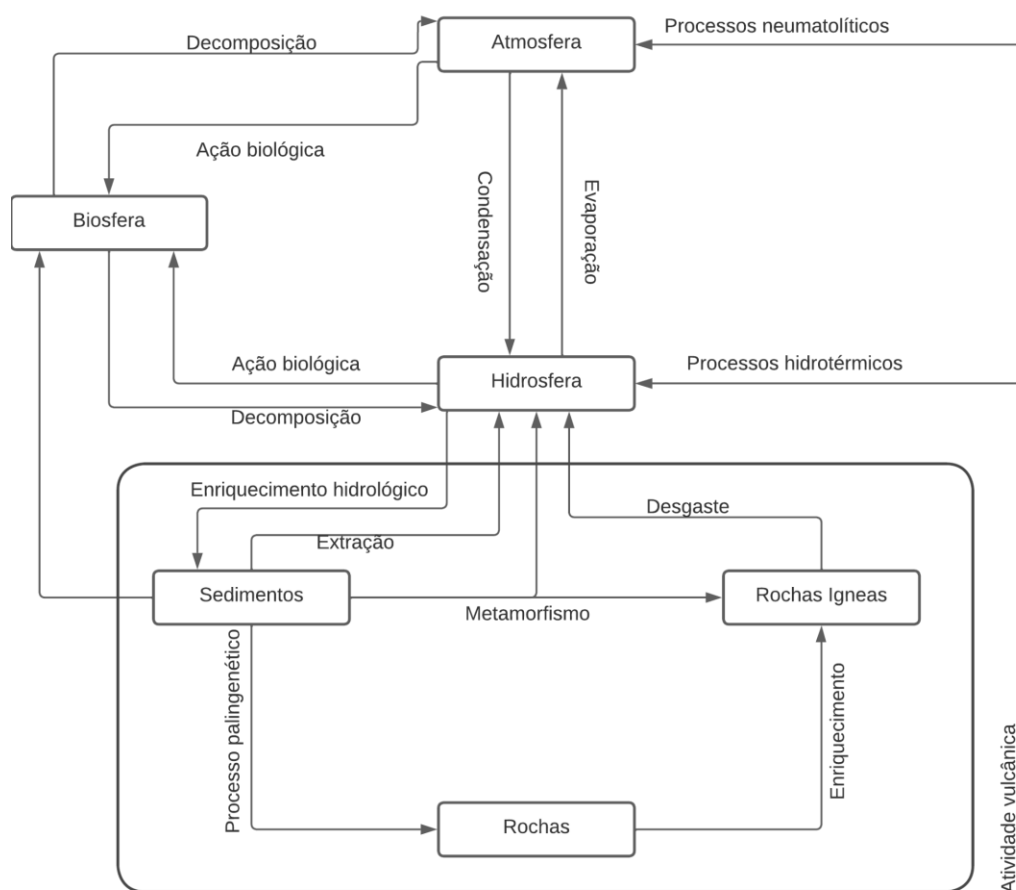 Processos neumatolíticos
Decomposição
Atmosfera
Ação biológica
Condensação
Evaporação
Biosfera
Ação biológica
Processos hidrotérmicos
Hidrosfera
Decomposição
Enriquecimento hidrológico
Desgaste
Extração
Sedimentos
Rochas Igneas
Metamorfismo
Processo palingenético
Enriquecimento
Rochas
Atividade vulcânica